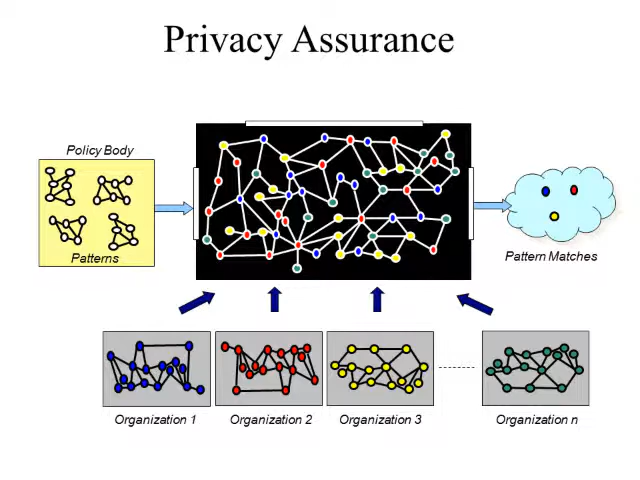 Privacy Assurance
Policy Body
Patterns
Pattern Matches
Organization 1
Organization 2
Organization 3
Organization n